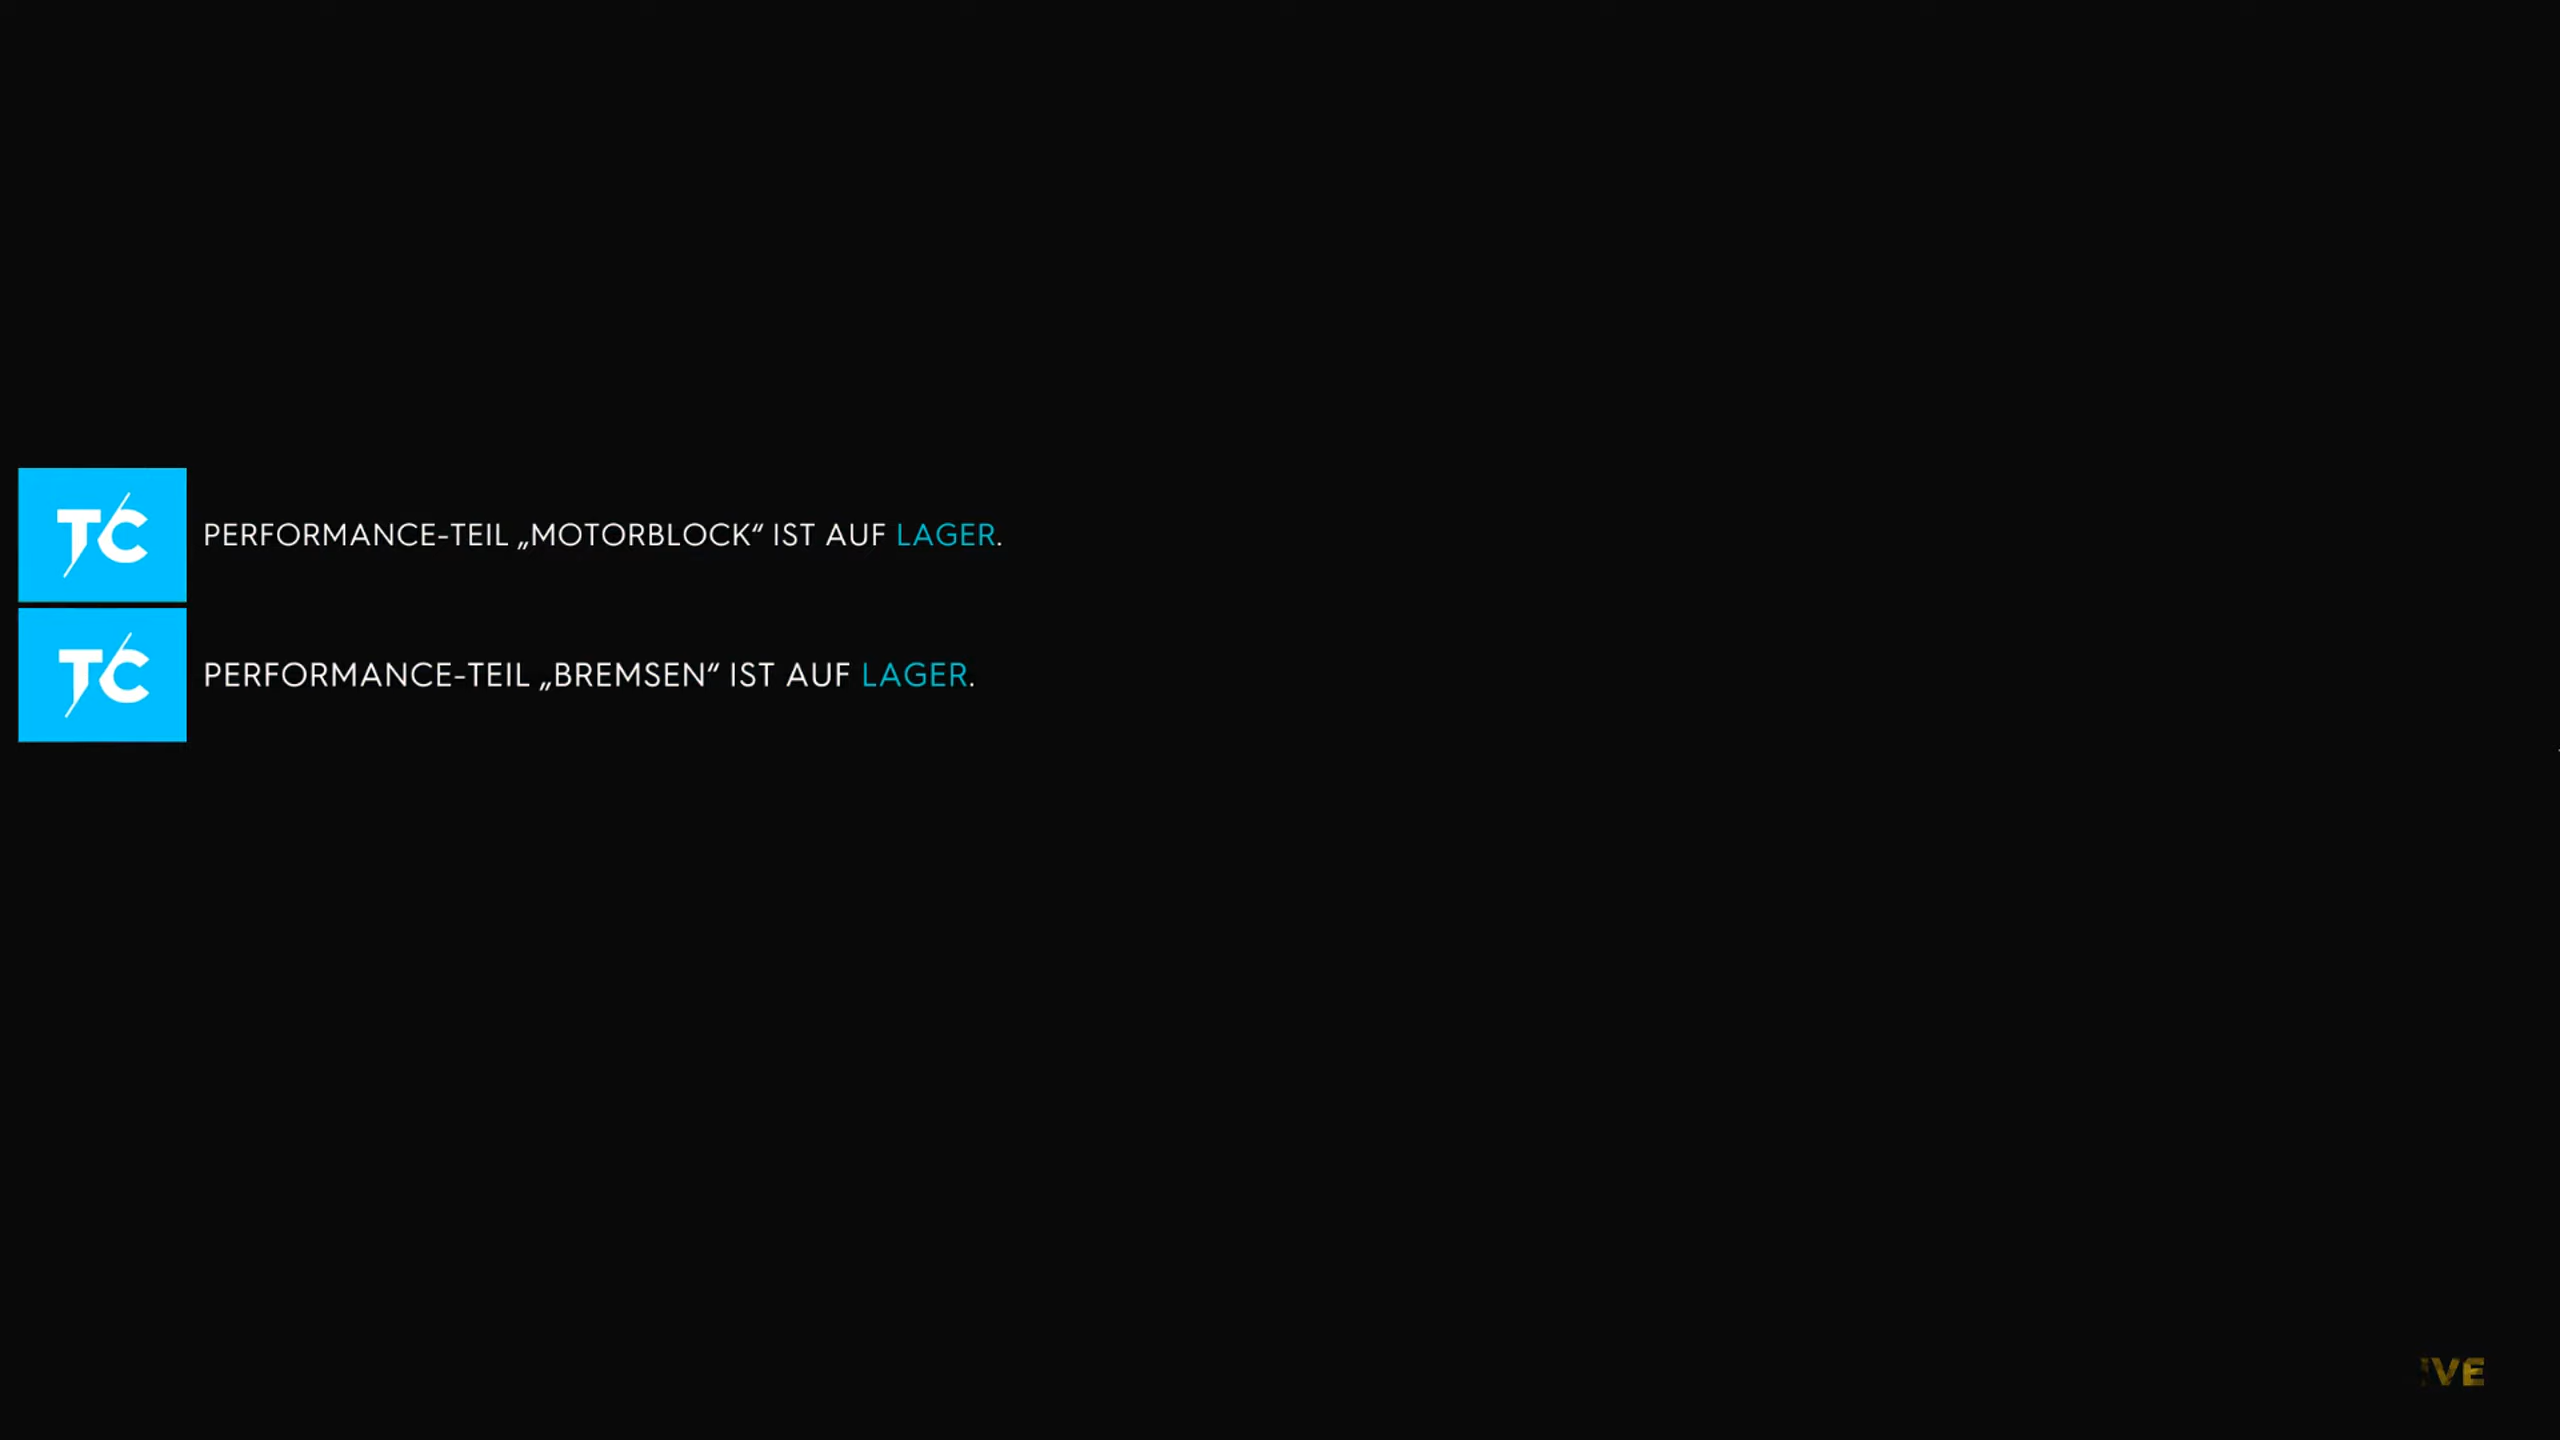 TC
PERFORMANCE-TEIL „MOTORBLOCK“ IST AUF LAGER.
TC
PERFORMANCE-TEIL „BREMSEN“ IST AUF LAGER.
VE